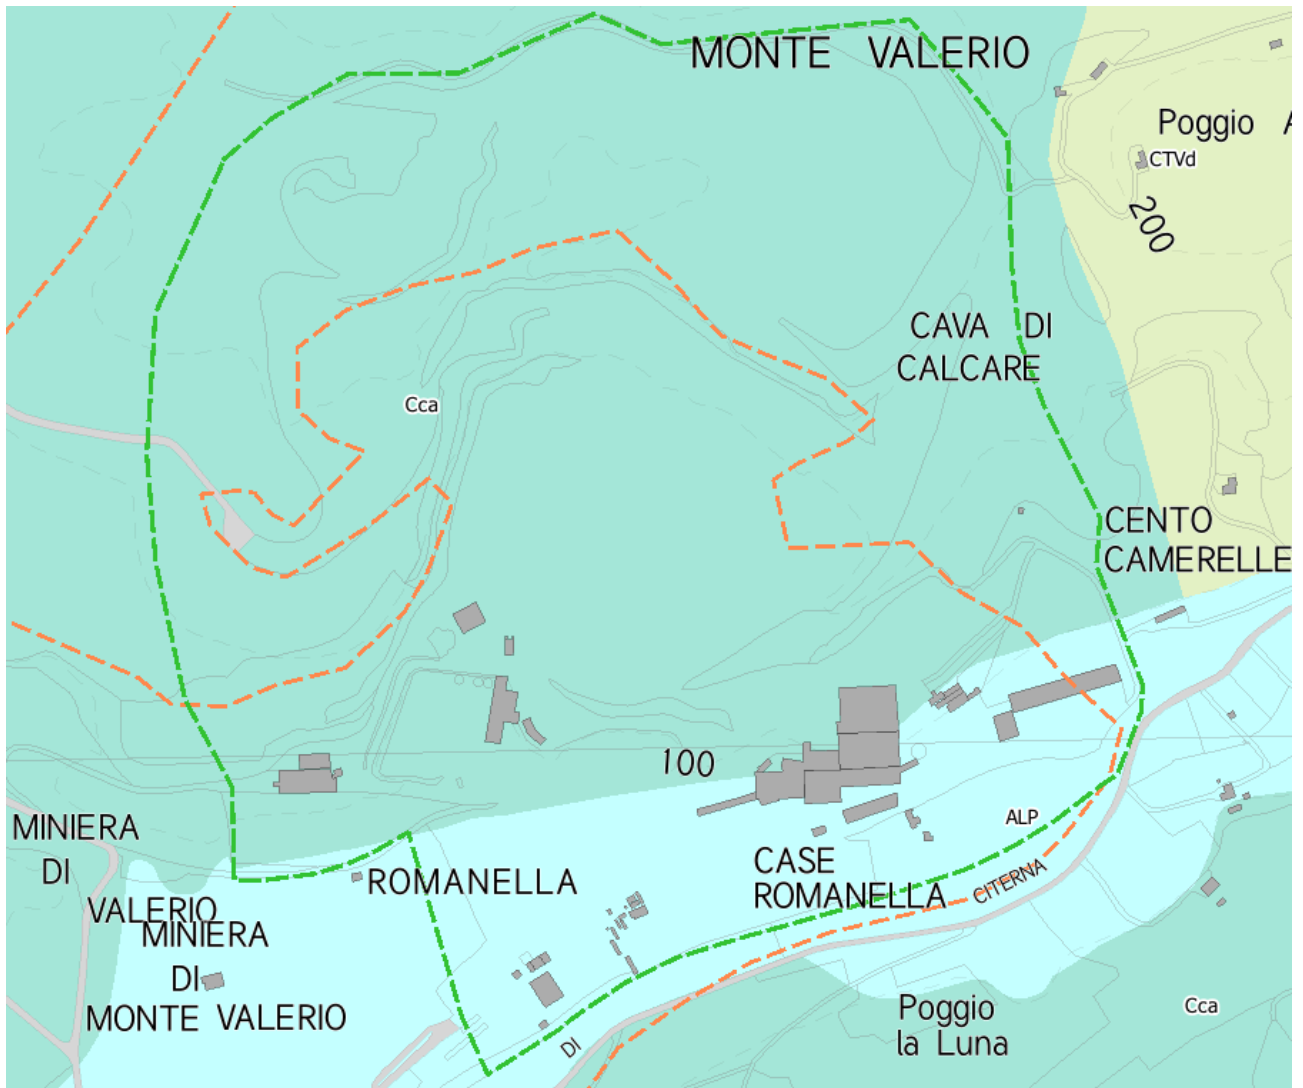 MONTE VALERIO
Poggio A
CTVd
200
CAVA DI
CALCARE
Cca
CENTO
CAMERELLE
100
MINIERA
DI
VALERIO
ALP
CASE
ROMANELLA
ROMANELLA
CITERNA
MINIERA
DI
MONTE VALERIO
Poggio
la Luna
Cca
DI